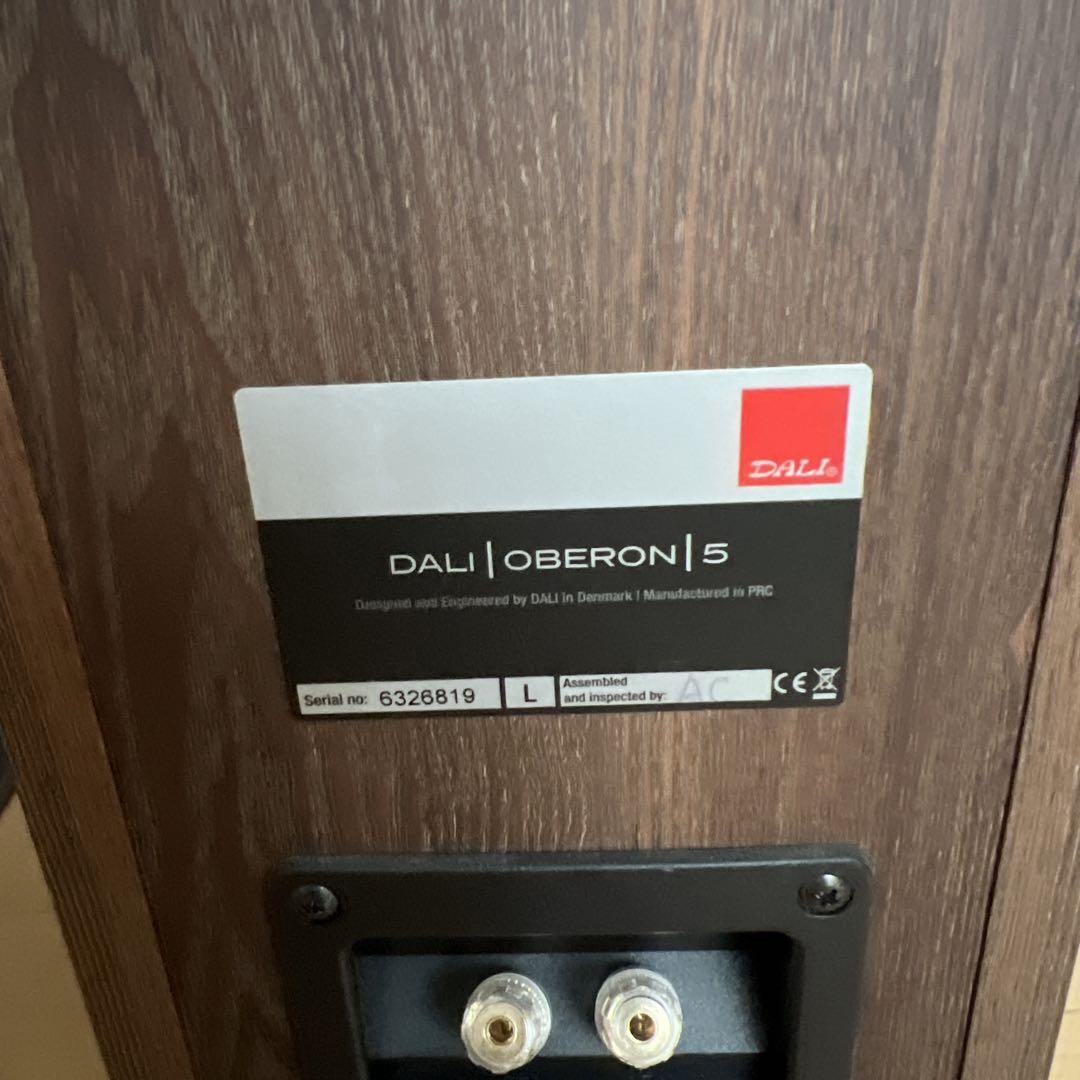 DALI®
DALI | OBERON | 5
Designed and Engineered by DALI in Denmark | Manufactured in PRC
Serial no: 6326819 L Assembled
and inspected by: AC CE